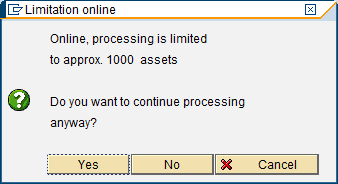 Limitation online
Online, processing is limited
to approx. 1000 assets
Do you want to continue processing
anyway?
Yes No Cancel